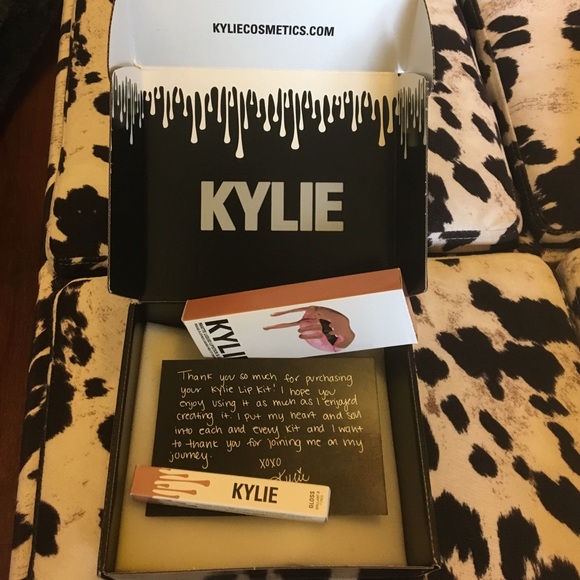 KYLIECOSMETICS.COM
KYLIE
KYLI
Thank you so much for purchasing
your Kylie Lip Kit! I hope you
enjoy using it as much as I enjoyed
creating it. I put my heart and soul
into each and every kit and I want
to thank you for joining me on my
journey.
XOXO
Kylie
KYLIE
GLOSS